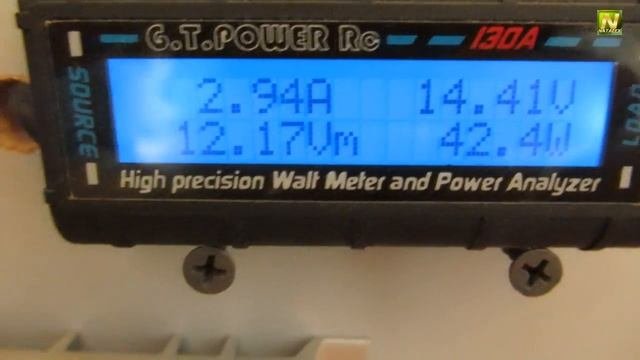 G.T.POWER RC 130A
SOURCE
2.94A 14.41V
12.17Vm 42.4W
LOAD
High precision Watt Meter and Power Analyzer
N